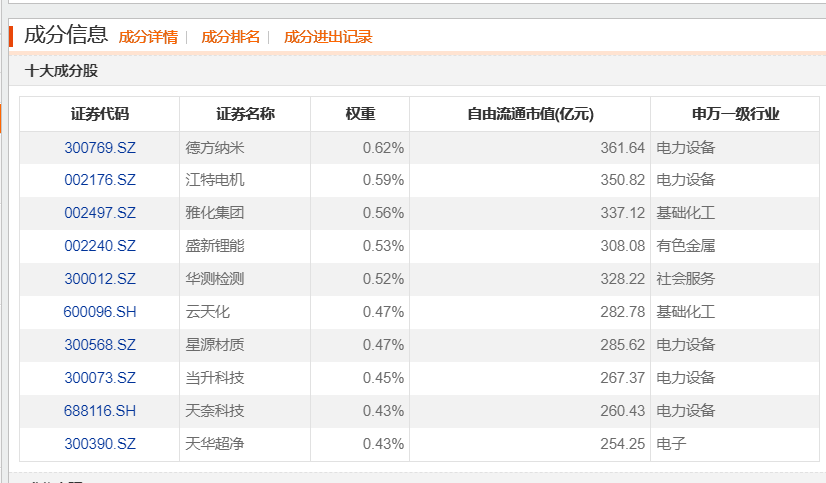 成分信息 成分详情 | 成分排名 | 成分进出记录
十大成分股
证券代码 证券名称 权重 自由流通市值(亿元) 申万一级行业
300769.SZ 德方纳米 0.62% 361.64 电力设备
002176.SZ 江特电机 0.59% 350.82 电力设备
002497.SZ 雅化集团 0.56% 337.12 基础化工
002240.SZ 盛新锂能 0.53% 308.08 有色金属
300012.SZ 华测检测 0.52% 328.22 社会服务
600096.SH 云天化 0.47% 282.78 基础化工
300568.SZ 星源材质 0.47% 285.62 电力设备
300073.SZ 当升科技 0.45% 267.37 电力设备
688116.SH 天奈科技 0.43% 260.43 电力设备
300390.SZ 天华超净 0.43% 254.25 电子